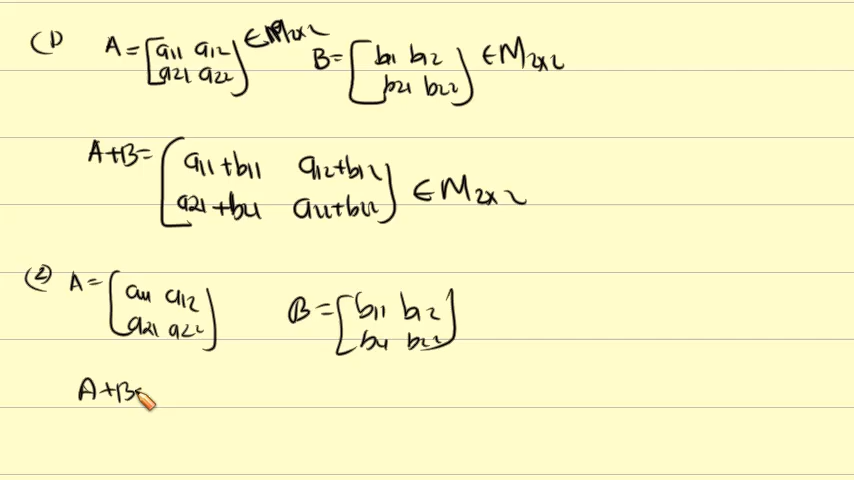 (1) A = [a11 a12 ∈ M2x2 B = [b11 b12 ] ∈ M2x2
a21 a22] b21 b22
A+B = [a11+b11 a12+b12
a21+b21 a22+b22] ∈ M2x2
(2) A = [a11 a12 B = [b11 b12
a21 a22] b21 b22]
A+B=